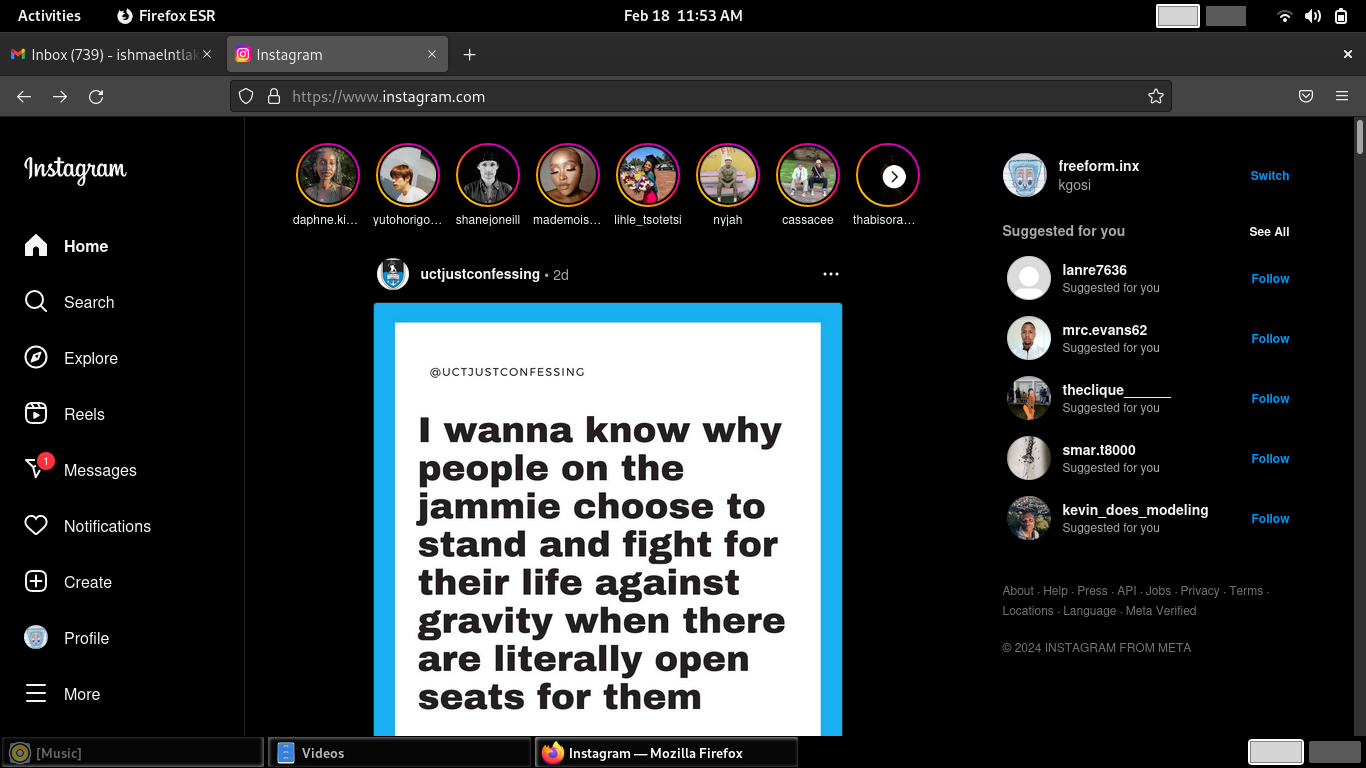 Activities
Firefox ESR
Feb 18 11:53 AM
Inbox (739) - ishmaelntlak
Instagram
https://www.instagram.com
Instagram
Home
Search
Explore
Reels
1
Messages
Notifications
Create
Profile
More
daphne.ki…
yutohorigo…
shanejoneill
mademois…
lihle_tsotetsi
nyjah
cassacee
thabisora…
uctjustconfessing • 2d
@UCTJUSTCONFESSING
I wanna know why
people on the
jammie choose to
stand and fight for
their life against
gravity when there
are literally open
seats for them
freeform.inx
kgosi
Switch
Suggested for you
See All
lanre7636
Suggested for you
Follow
mrc.evans62
Suggested for you
Follow
theclique______
Suggested for you
Follow
smar.t8000
Suggested for you
Follow
kevin_does_modeling
Suggested for you
Follow
About · Help · Press · API · Jobs · Privacy · Terms ·
Locations · Language · Meta Verified
© 2024 INSTAGRAM FROM META
[Music]
Videos
Instagram — Mozilla Firefox